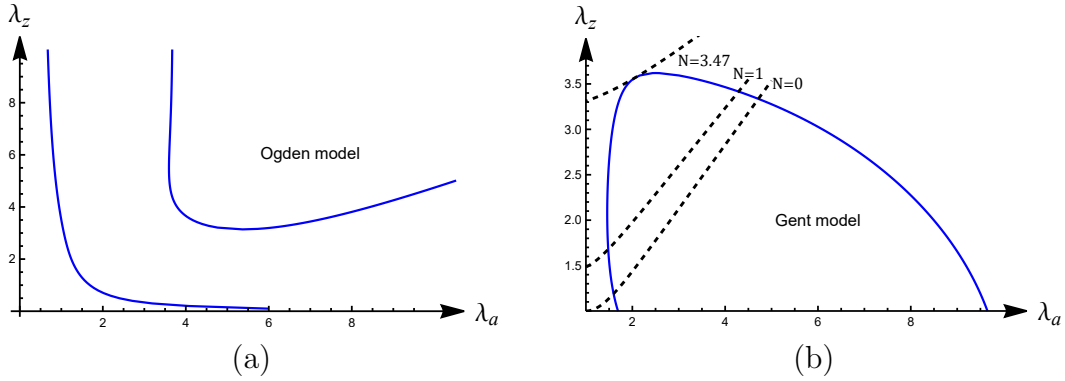 λz
8
6
4
2
2
4
6
8
λa
Ogden model
(a)
λz
3.5
3.0
2.5
2.0
1.5
2
4
6
8
λa
N=3.47
N=1
N=0
Gent model
(b)